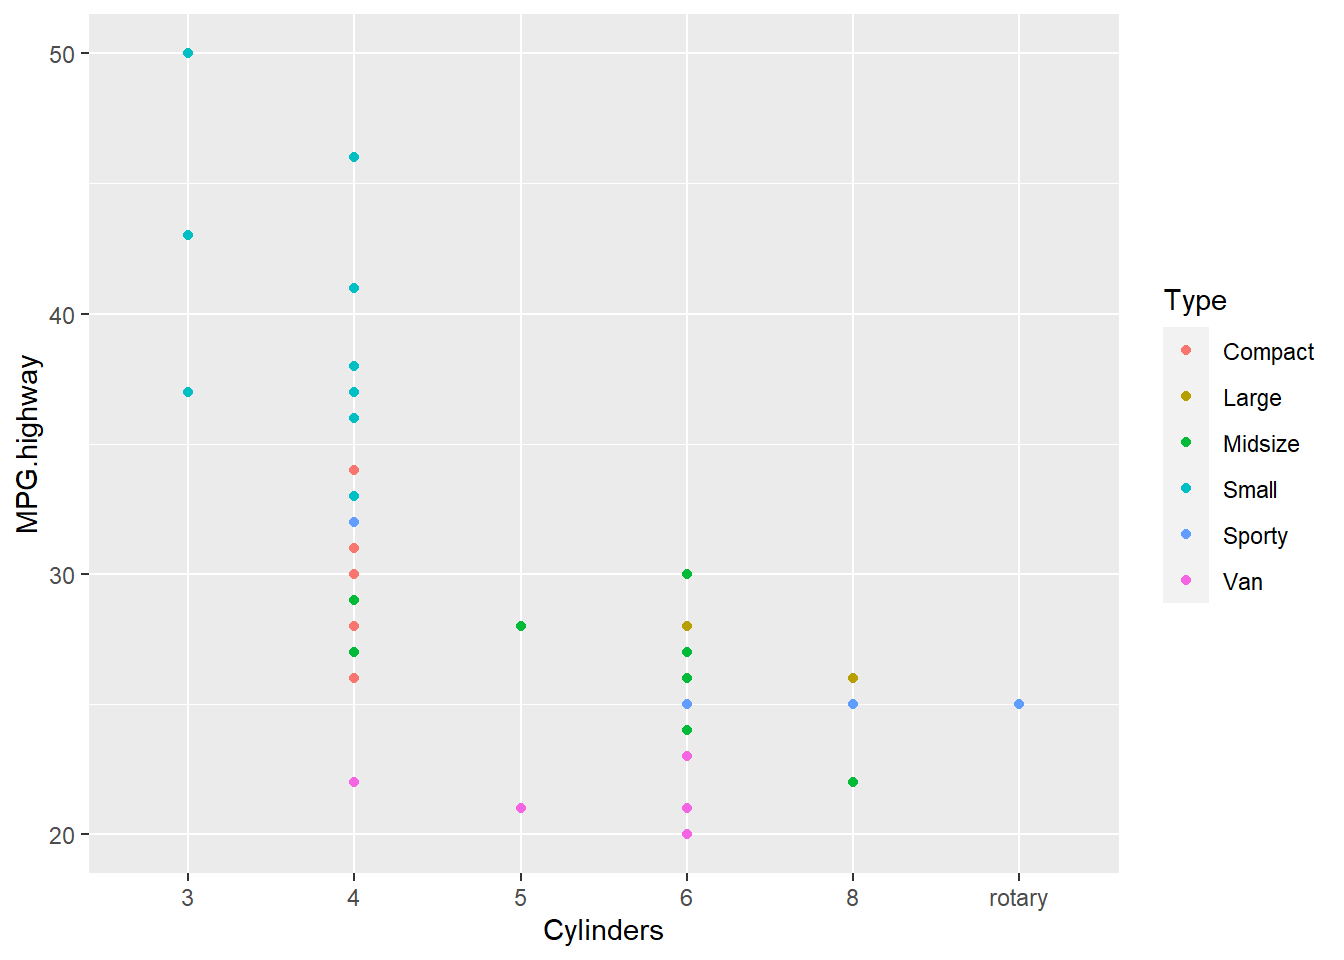 50
40
30
20
MPG.highway
3 4 5 6 8 rotary
Cylinders
Type
Compact
Large
Midsize
Small
Sporty
Van